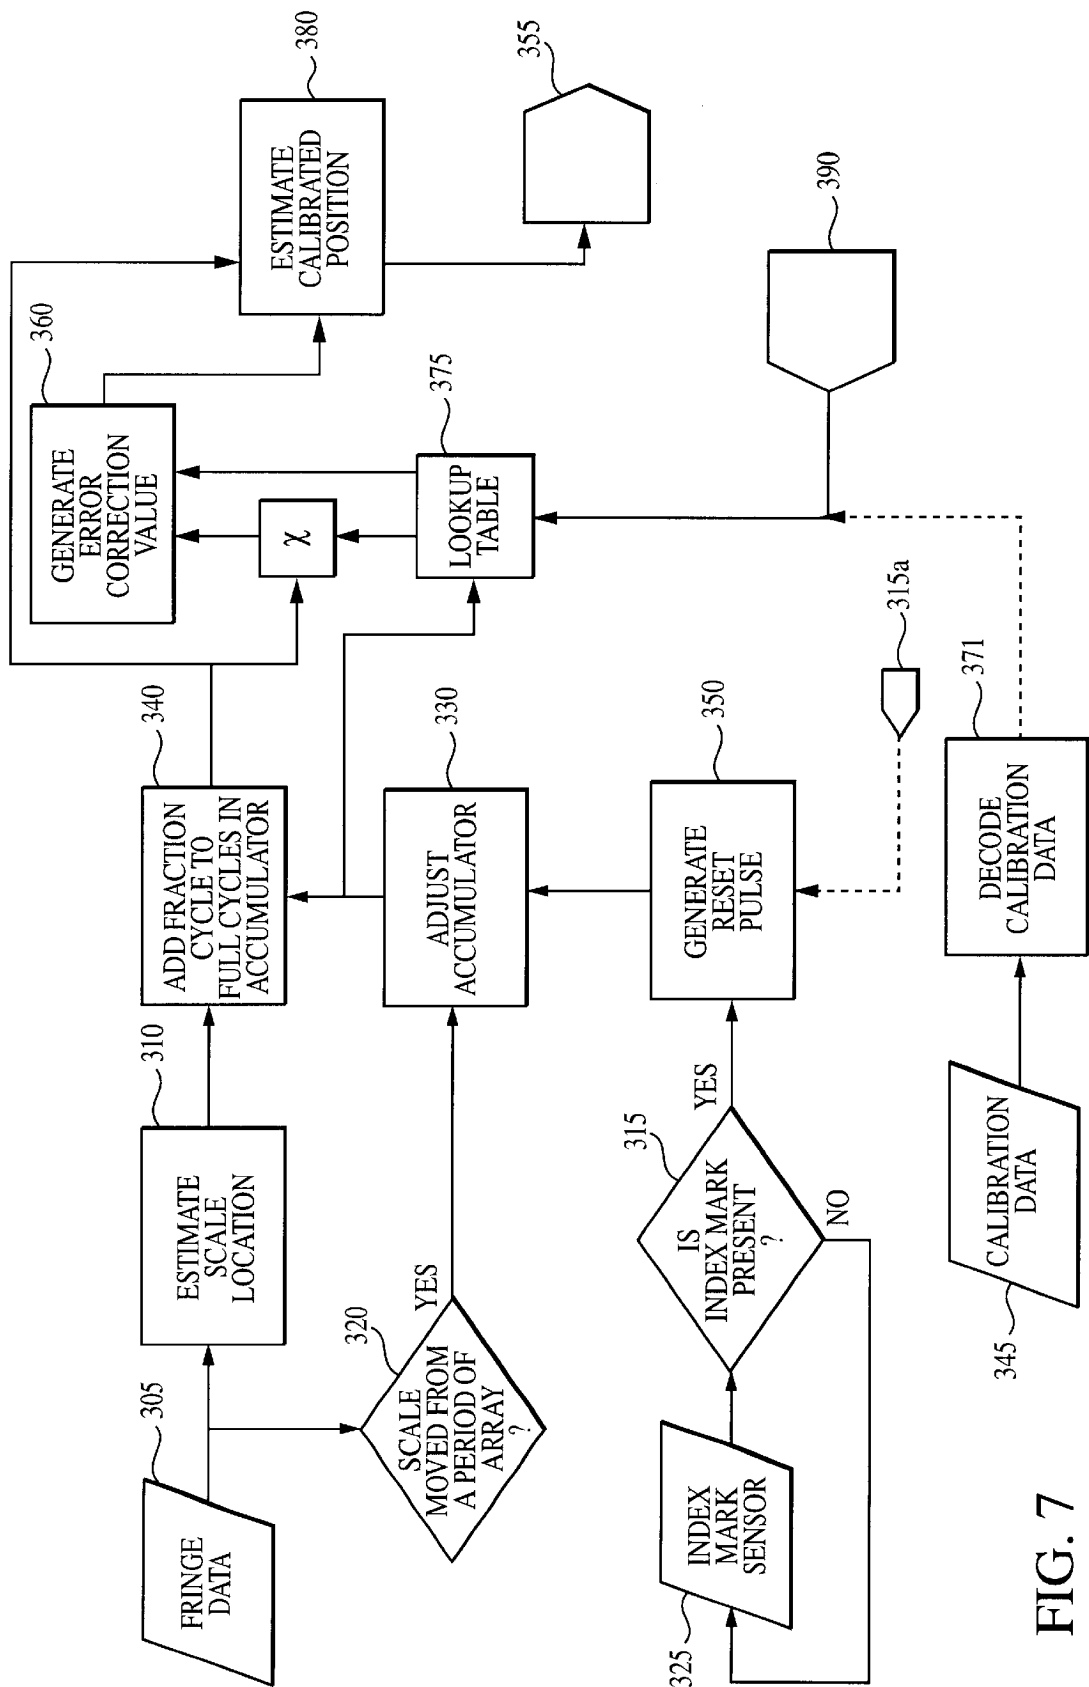 FRINGE
DATA
305
ESTIMATE
SCALE
LOCATION
310
ADD FRACTION
CYCLE TO
FULL CYCLES IN
ACCUMULATOR
340
GENERATE
ERROR
CORRECTION
VALUE
360
ESTIMATE
CALIBRATED
POSITION
380
SCALE
MOVED FROM
A PERIOD OF
ARRAY
?
320
YES
ADJUST
ACCUMULATOR
330
χ
LOOKUP
TABLE
375
355
INDEX
MARK
SENSOR
325
IS
INDEX MARK
PRESENT
?
315
YES
NO
GENERATE
RESET
PULSE
350
315a
390
CALIBRATION
DATA
345
DECODE
CALIBRATION
DATA
371
FIG. 7